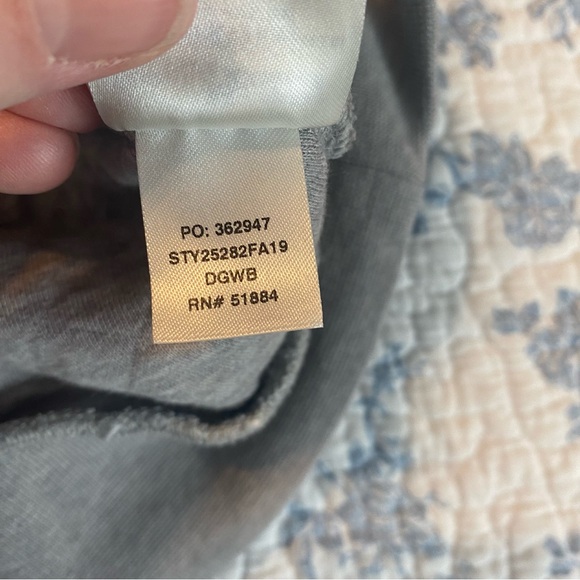 PO: 362947
STY25282FA19
DGWB
RN# 51884